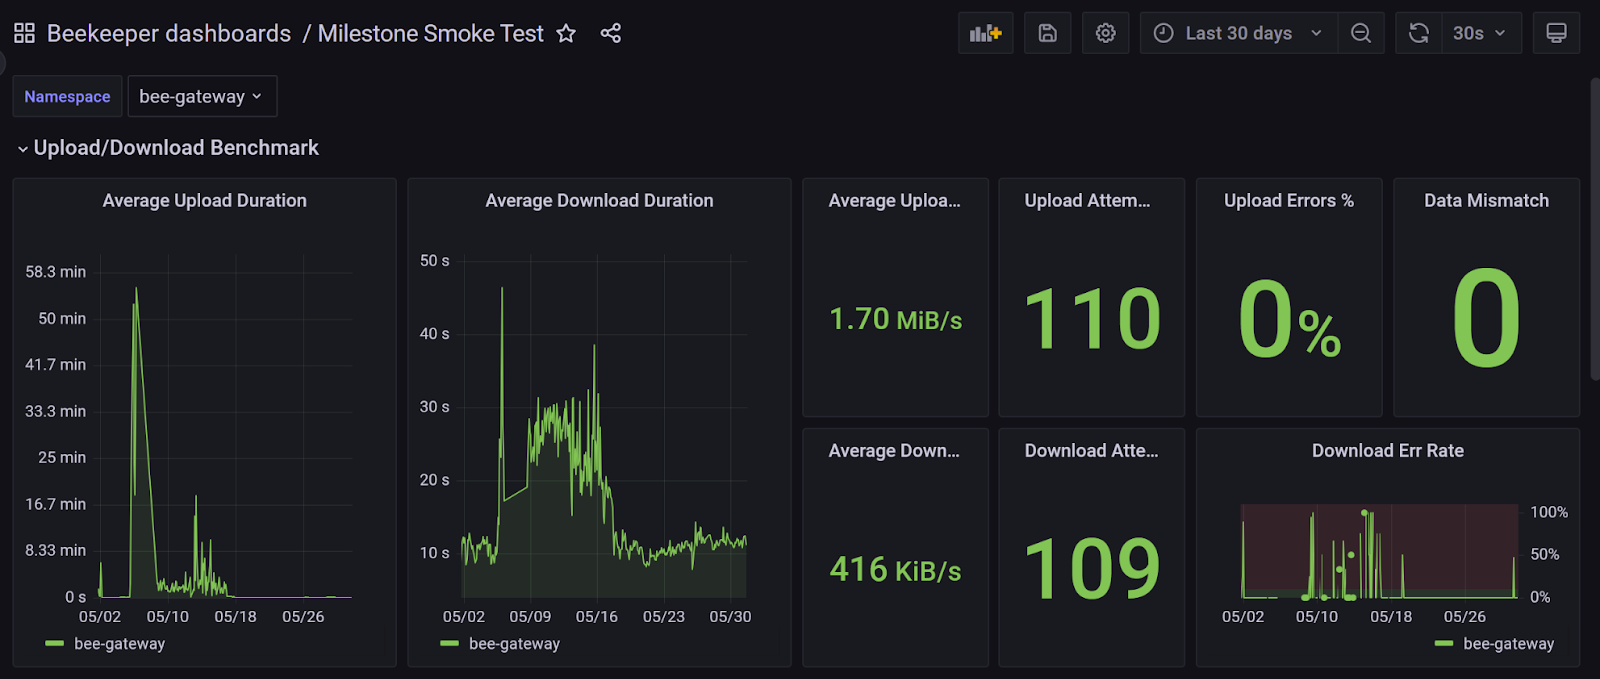 Beekeeper dashboards / Milestone Smoke Test
Last 30 days
30s
Namespace
bee-gateway
Upload/Download Benchmark
Average Upload Duration
58.3 min
50 min
41.7 min
33.3 min
25 min
16.7 min
8.33 min
0 s
05/02 05/10 05/18 05/26
bee-gateway
Average Download Duration
50 s
40 s
30 s
20 s
10 s
05/02 05/09 05/16 05/23 05/30
bee-gateway
Average Uploa...
1.70 MiB/s
Upload Attem...
110
Upload Errors %
0%
Data Mismatch
0
Average Down...
416 KiB/s
Download Atte...
109
Download Err Rate
100%
50%
0%
05/02 05/10 05/18 05/26
bee-gateway